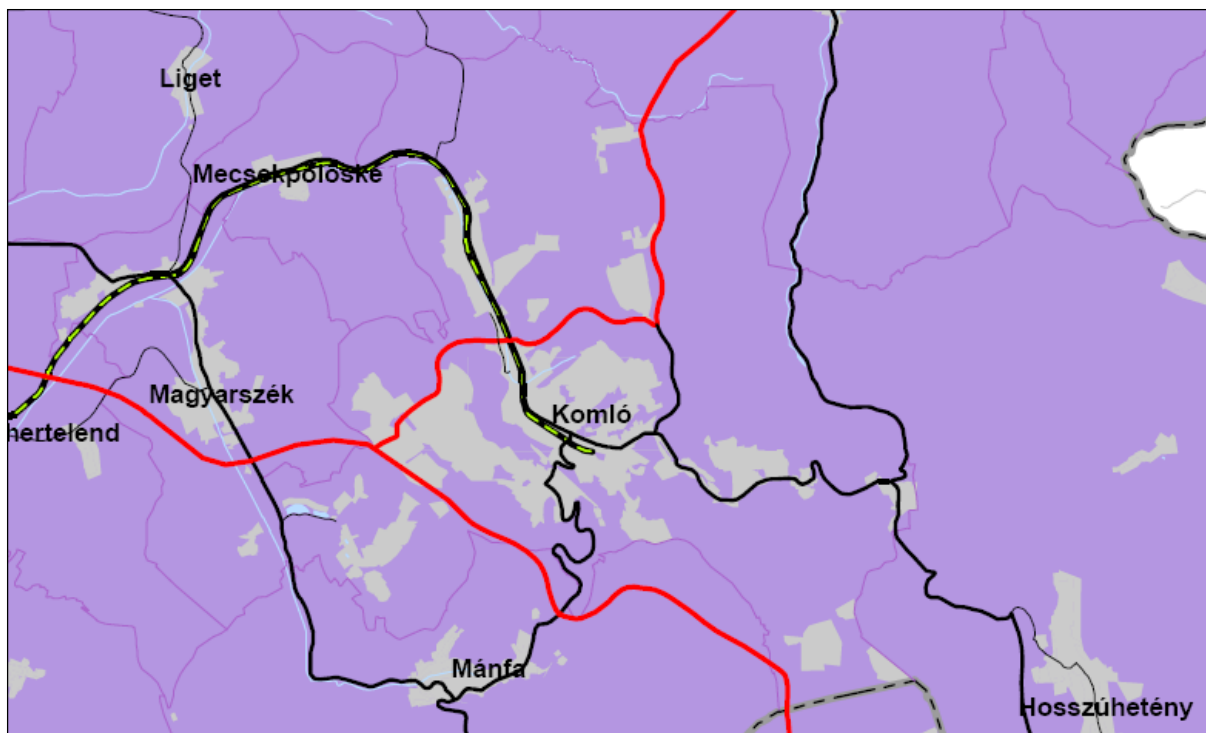 Liget
Mecsekpölöske
Magyarszék
Komló
hertelend
Mánfa
Hosszúhetény